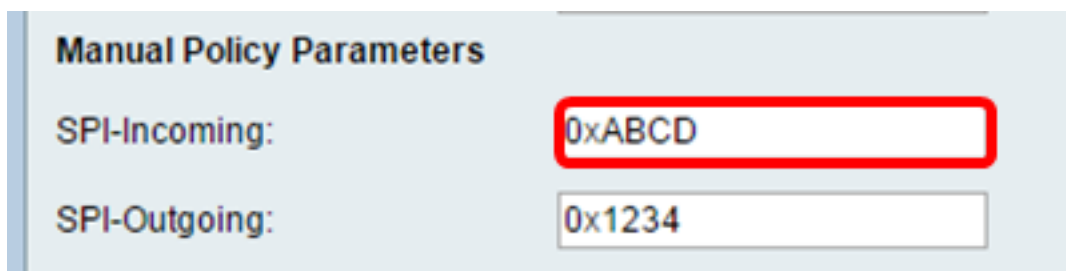 Manual Policy Parameters
SPI-Incoming: 0xABCD
SPI-Outgoing: 0x1234